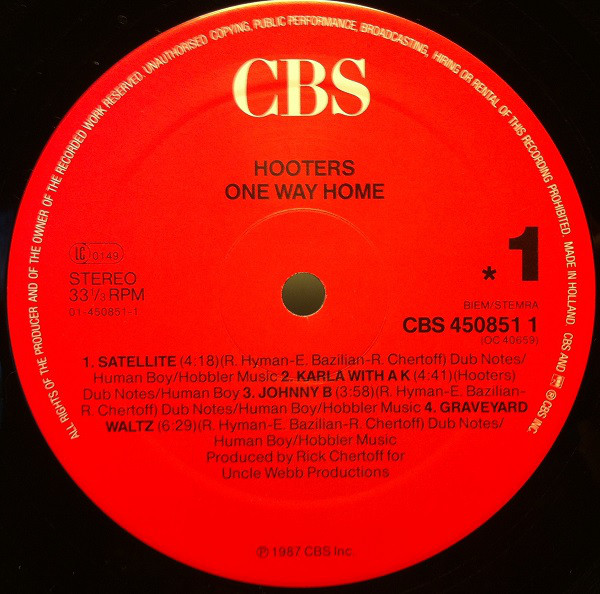 ALL RIGHTS OF THE PRODUCER AND OF THE OWNER OF THE RECORDED WORK RESERVED. UNAUTHORISED COPYING, PUBLIC PERFORMANCE, BROADCASTING, HIRING OR RENTAL OF THIS RECORDING PROHIBITED. MADE IN HOLLAND. CBS AND ℗ CBS INC.
CBS
HOOTERS
ONE WAY HOME
LC 0149
STEREO
33⅓ RPM
01-450851-1
* 1
BIEM/STEMRA
CBS 450851 1
(OC 40659)
1. SATELLITE (4:18)(R. Hyman-E. Bazilian-R. Chertoff) Dub Notes/
Human Boy/Hobbler Music 2. KARLA WITH A K (4:41)(Hooters)
Dub Notes/Human Boy 3. JOHNNY B (3:58)(R. Hyman-E. Bazilian-
R. Chertoff) Dub Notes/Human Boy/Hobbler Music 4. GRAVEYARD
WALTZ (6:29)(R. Hyman-E. Bazilian-R. Chertoff) Dub Notes/
Human Boy/Hobbler Music
Produced by Rick Chertoff for
Uncle Webb Productions
℗ 1987 CBS Inc.